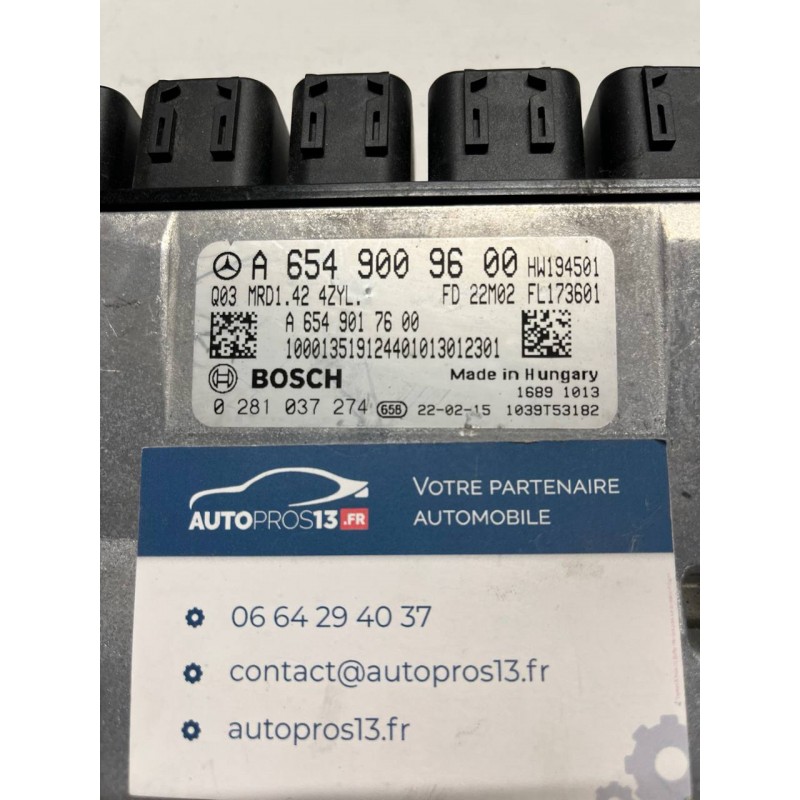 A 654 900 96 00 HW194501
Q03 MRD1.42 4ZYL. FD 22M02 FL173601
A 654 901 76 00
10001351912440101301​2301
BOSCH Made in Hungary
1689 1013
0 281 037 274 656 22-02-15 1039T53182
AUTOPROS13.FR
VOTRE PARTENAIRE
AUTOMOBILE
06 64 29 40 37
contact@autopros13.fr
autopros13.fr